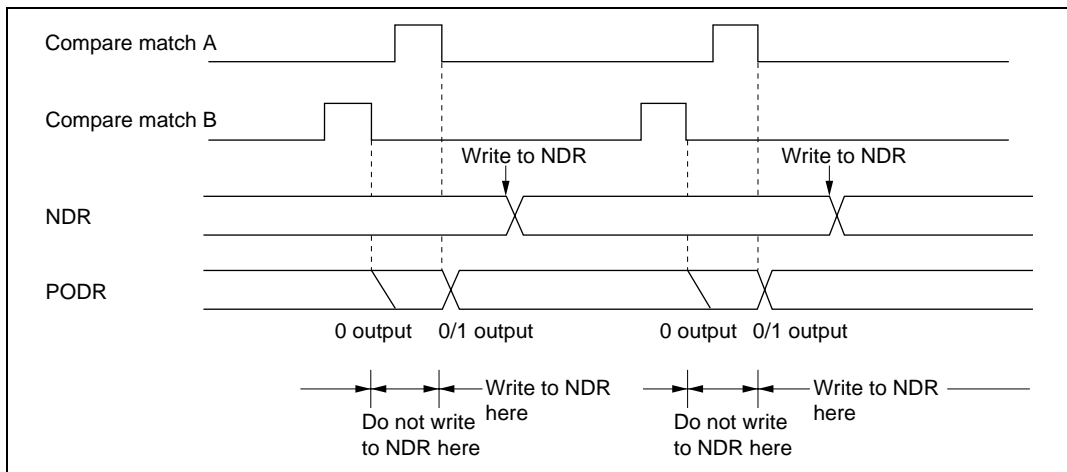 Compare match A
Compare match B
Write to NDR
Write to NDR
NDR
PODR
0 output
0/1 output
0 output
0/1 output
Write to NDR
here
Do not write
to NDR here
Write to NDR
here
Do not write
to NDR here